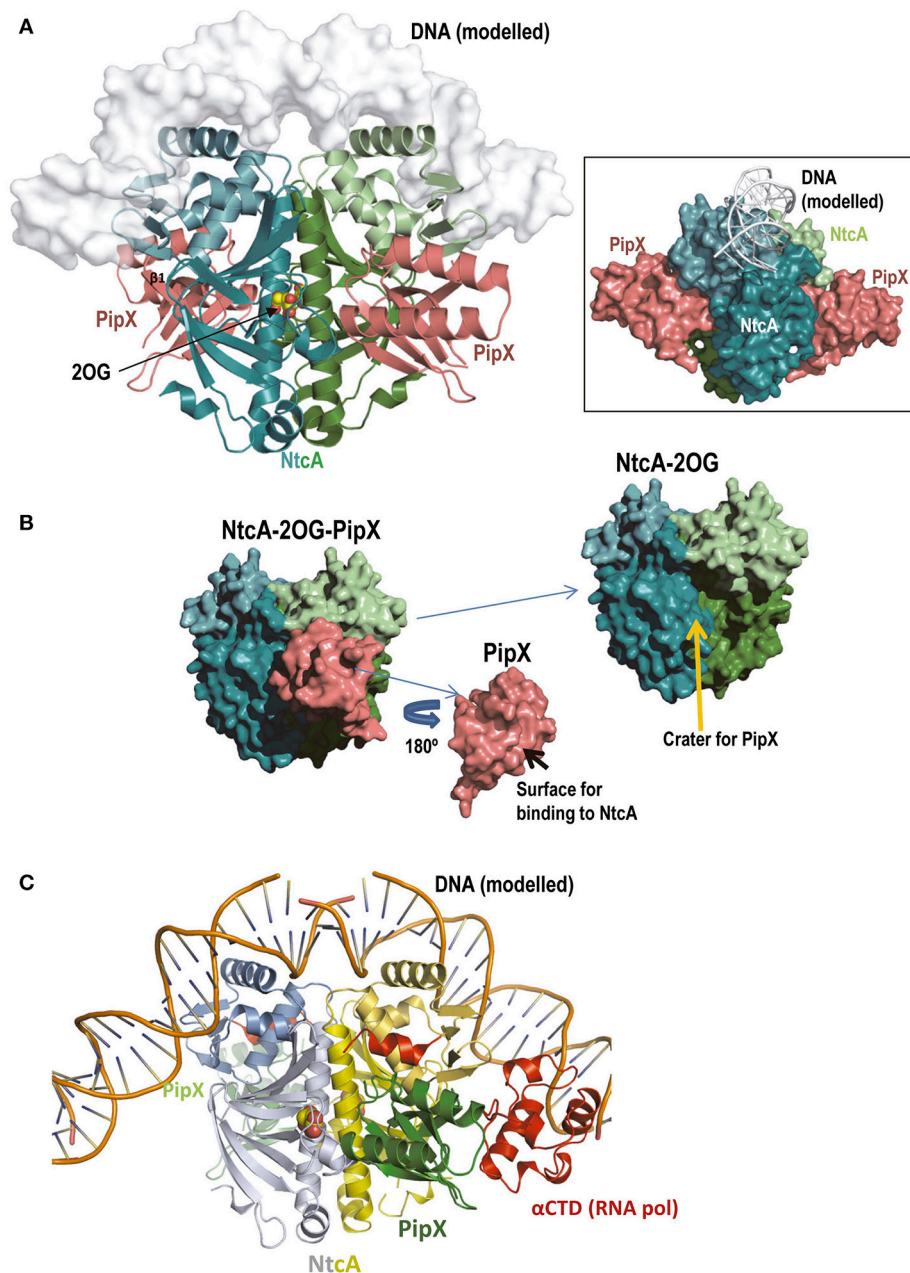 A
DNA (modelled)
β1
PipX
2OG
PipX
NtcA
DNA
(modelled)
NtcA
PipX
PipX
NtcA
B
NtcA-2OG-PipX
NtcA-2OG
PipX
180º
Surface for
binding to NtcA
Crater for PipX
C
DNA (modelled)
PipX
αCTD (RNA pol)
PipX
NtcA